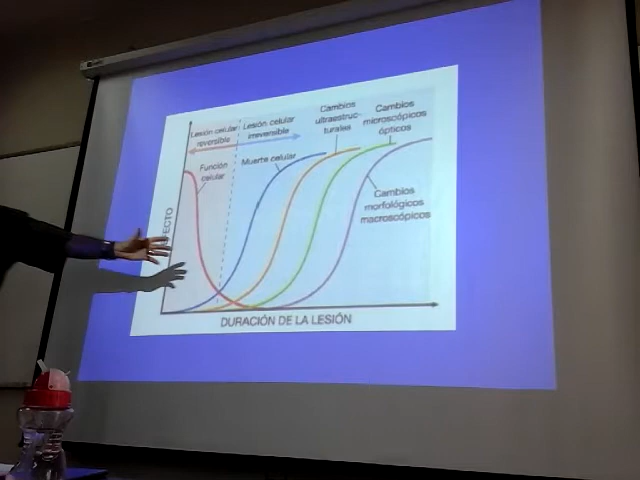 Lesión celular
reversible
Lesión celular
irreversible
Cambios
ultraestruc-
turales
Cambios
microscópicos
ópticos
Función
celular
Muerte celular
Cambios
morfológicos
macroscópicos
ECTO
DURACIÓN DE LA LESIÓN